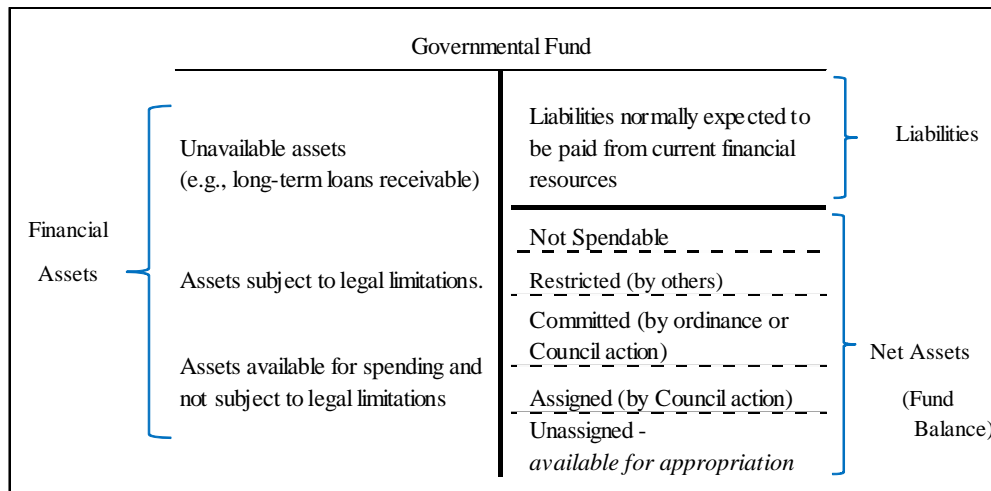 Governmental Fund
Financial
Assets
Unavailable assets
(e.g., long-term loans receivable)
Assets subject to legal limitations.
Assets available for spending and
not subject to legal limitations
Liabilities normally expected to
be paid from current financial
resources
Not Spendable
Restricted (by others)
Committed (by ordinance or
Council action)
Assigned (by Council action)
Unassigned -
available for appropriation
Liabilities
Net Assets
(Fund
Balance)